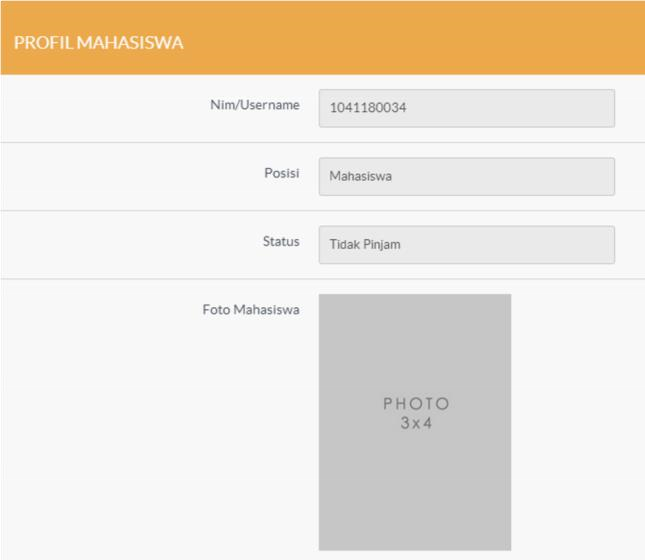 PROFIL MAHASISWA
Nim/Username
1041180034
Posisi
Mahasiswa
Status
Tidak Pinjam
Foto Mahasiswa
PHOTO
3x4